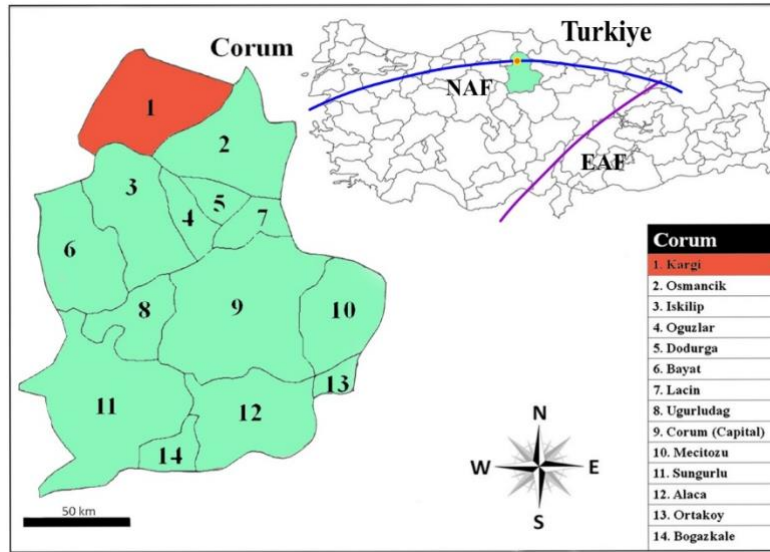 Corum
Turkiye
NAF
EAF
1
2
3
4
5
6
7
8
9
10
11
12
13
14
Corum
1. Kargi
2. Osmancik
3. Iskilip
4. Oguzlar
5. Dodurga
6. Bayat
7. Lacin
8. Ugurludag
9. Corum (Capital)
10. Mecitozu
11. Sungurlu
12. Alaca
13. Ortakoy
14. Bogazkale
N
W
E
S
50 km